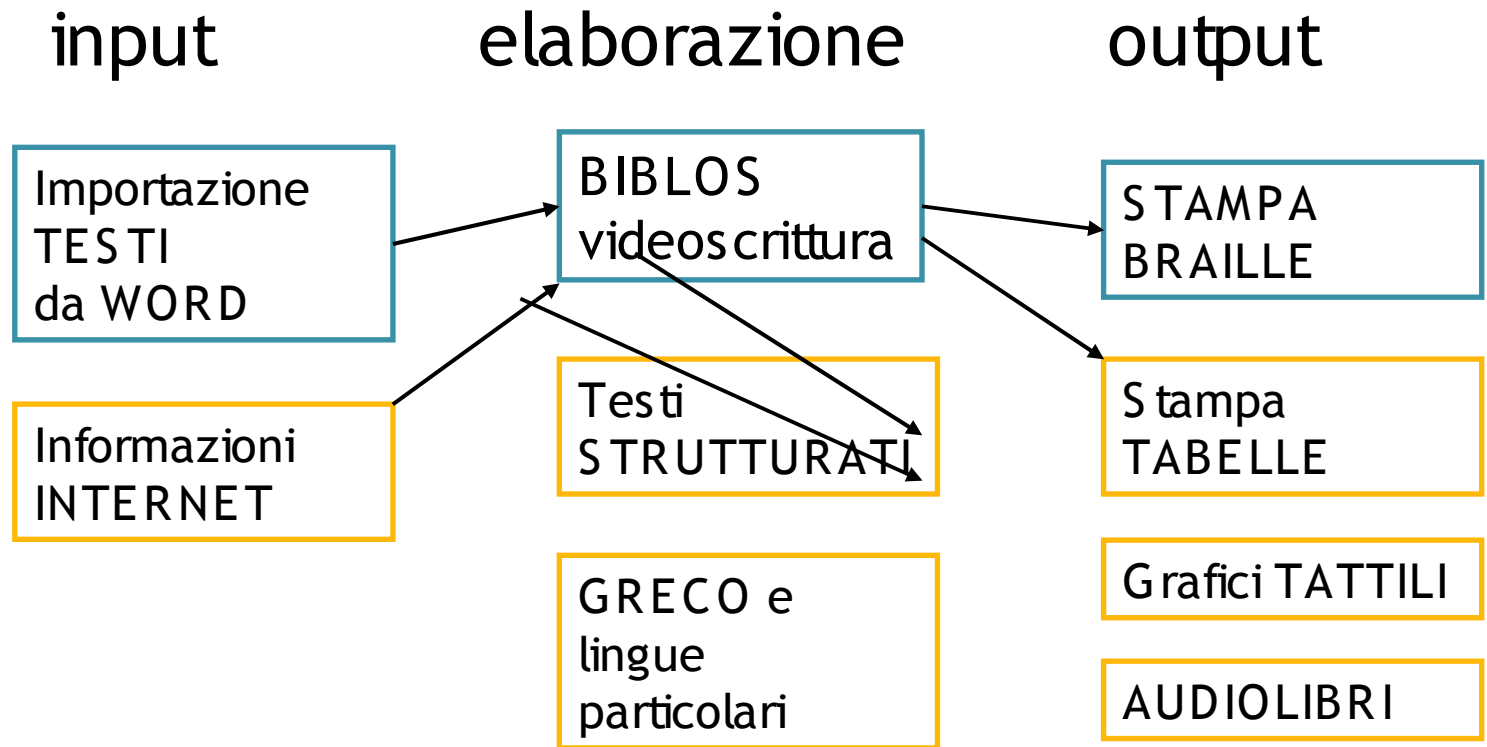 input
elaborazione
output
Importazione
TESTI
da WORD
Informazioni
INTERNET
BIBLOS
videoscrittura
Testi
STRUTTURATI
GRECO e
lingue
particolari
STAMPA
BRAILLE
Stampa
TABELLE
Grafici TATTILI
AUDIOLIBRI